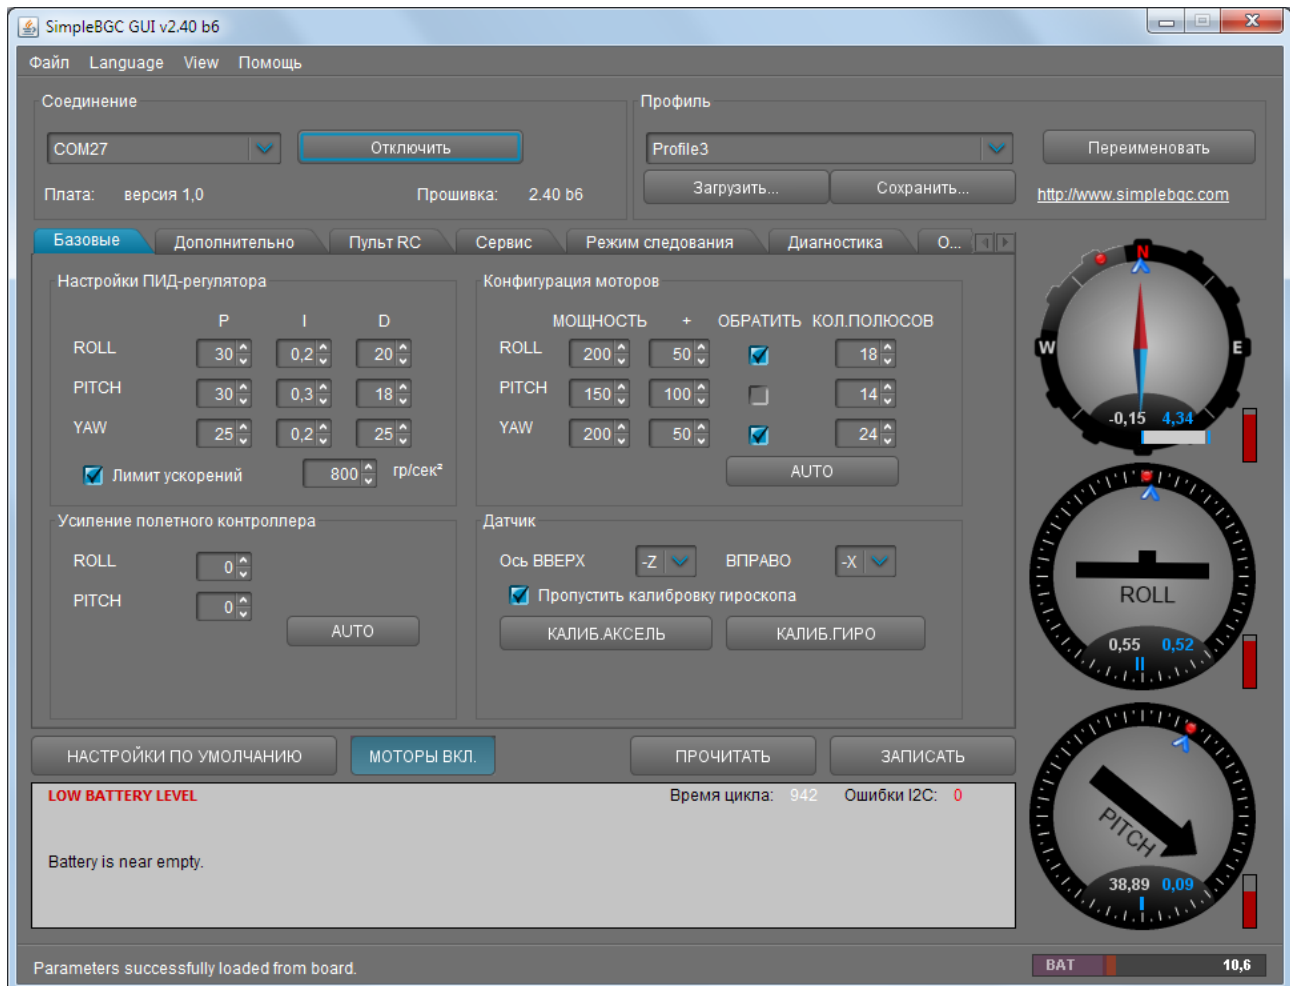 SimpleBGC GUI v2.40 b6
Файл Language View Помощь
Соединение
Профиль
COM27 Отключить
Profile3 Переименовать
Плата: версия 1,0 Прошивка: 2.40 b6
Загрузить... Сохранить... http://www.simplebgc.com
Базовые Дополнительно Пульт RC Сервис Режим следования Диагностика О...
Настройки ПИД-регулятора
P I D
ROLL 30 0,2 20
PITCH 30 0,3 18
YAW 25 0,2 25
Лимит ускорений 800 гр/сек²
Конфигурация моторов
МОЩНОСТЬ + ОБРАТИТЬ КОЛ.ПОЛЮСОВ
ROLL 200 50 18
PITCH 150 100 14
YAW 200 50 24
AUTO
Усиление полетного контроллера
ROLL 0
PITCH 0
AUTO
Датчик
Ось ВВЕРХ -Z ВПРАВО -X
Пропустить калибровку гироскопа
КАЛИБ.АКСЕЛЬ КАЛИБ.ГИРО
N
W E
-0,15 4,34
ROLL
0,55 0,52
PITCH
38,89 0,09
НАСТРОЙКИ ПО УМОЛЧАНИЮ МОТОРЫ ВКЛ. ПРОЧИТАТЬ ЗАПИСАТЬ
LOW BATTERY LEVEL Время цикла: 942 Ошибки I2C: 0
Battery is near empty.
Parameters successfully loaded from board.
BAT 10,6